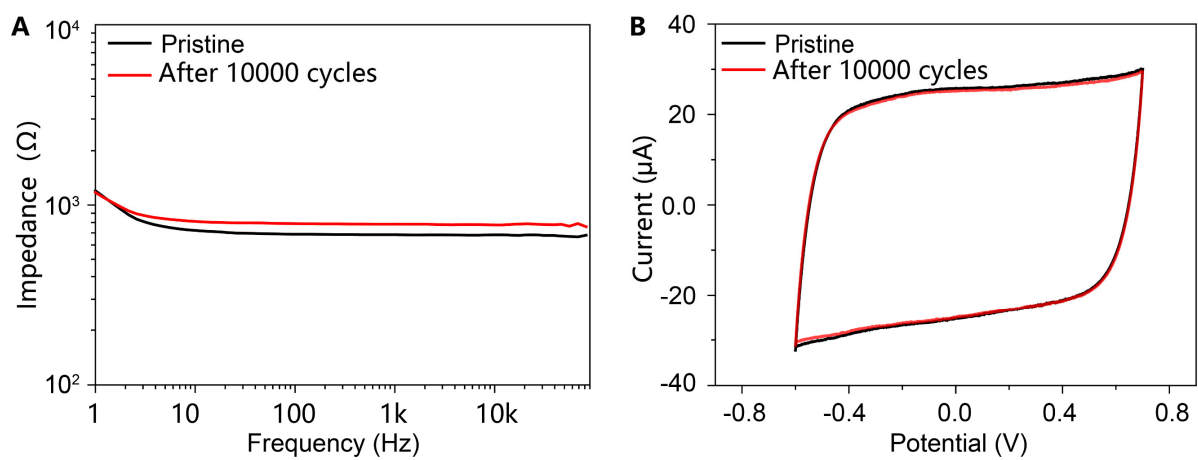 A
Pristine
After 10000 cycles
Impedance (Ω)
10⁴
10³
10²
1 10 100 1k 10k
Frequency (Hz)
B
Pristine
After 10000 cycles
Current (μA)
40
20
0.0
-20
-40
-0.8 -0.4 0.0 0.4 0.8
Potential (V)